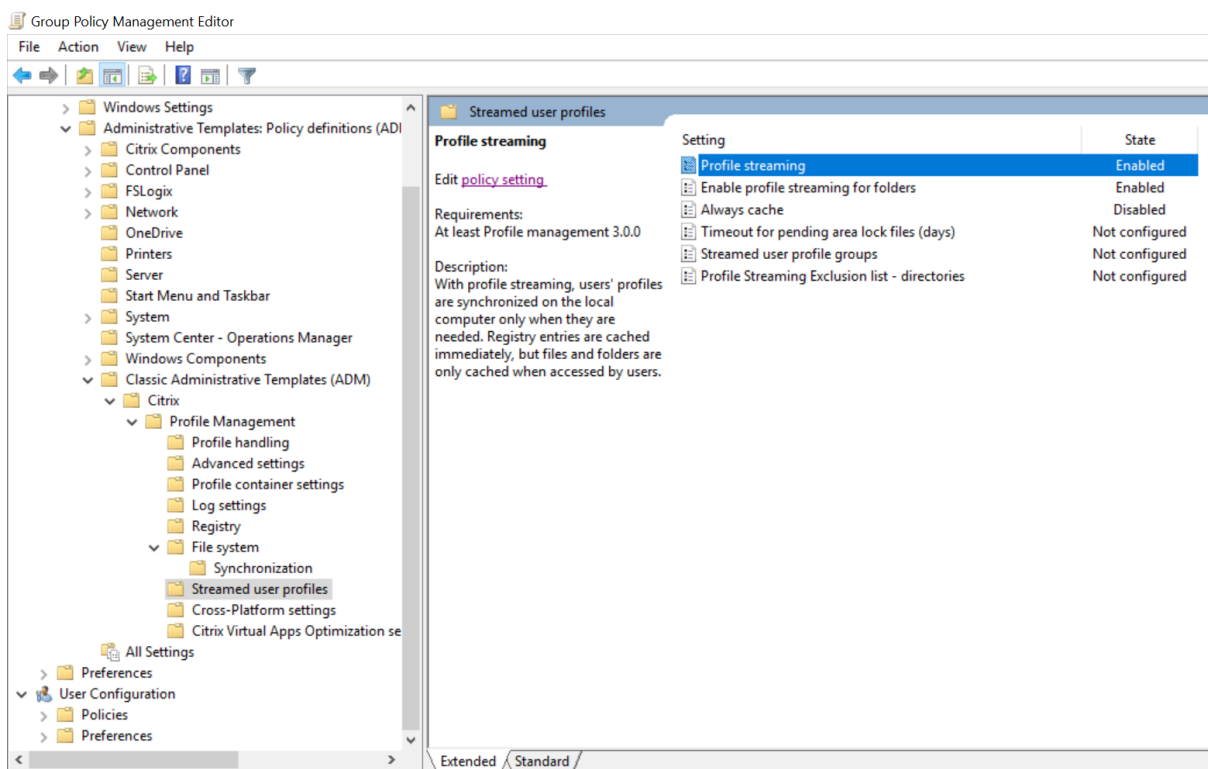 Group Policy Management Editor
File Action View Help
Windows Settings
Administrative Templates: Policy definitions (ADI
Citrix Components
Control Panel
FSLogix
Network
OneDrive
Printers
Server
Start Menu and Taskbar
System
System Center - Operations Manager
Windows Components
Classic Administrative Templates (ADM)
Citrix
Profile Management
Profile handling
Advanced settings
Profile container settings
Log settings
Registry
File system
Synchronization
Streamed user profiles
Cross-Platform settings
Citrix Virtual Apps Optimization se
All Settings
Preferences
User Configuration
Policies
Preferences
Streamed user profiles
Profile streaming
Edit policy setting
Requirements:
At least Profile management 3.0.0
Description:
With profile streaming, users' profiles
are synchronized on the local
computer only when they are
needed. Registry entries are cached
immediately, but files and folders are
only cached when accessed by users.
Setting State
Profile streaming Enabled
Enable profile streaming for folders Enabled
Always cache Disabled
Timeout for pending area lock files (days) Not configured
Streamed user profile groups Not configured
Profile Streaming Exclusion list - directories Not configured
Extended Standard